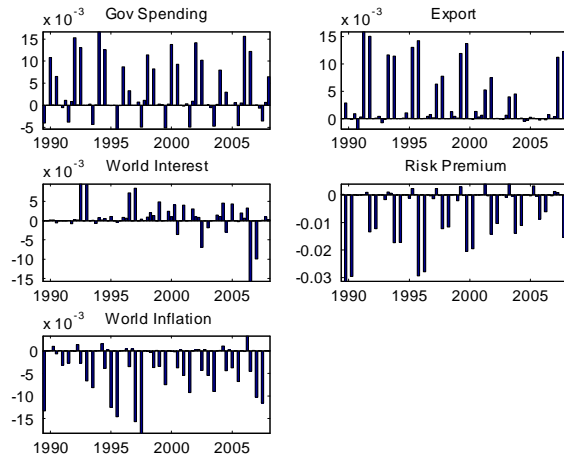 Gov Spending
x 10^-3
15
10
5
0
-5
1990 1995 2000 2005
Export
x 10^-3
15
10
5
0
1990 1995 2000 2005
World Interest
x 10^-3
5
0
-5
-10
-15
1990 1995 2000 2005
Risk Premium
0
-0.01
-0.02
-0.03
1990 1995 2000 2005
World Inflation
x 10^-3
0
-5
-10
-15
1990 1995 2000 2005